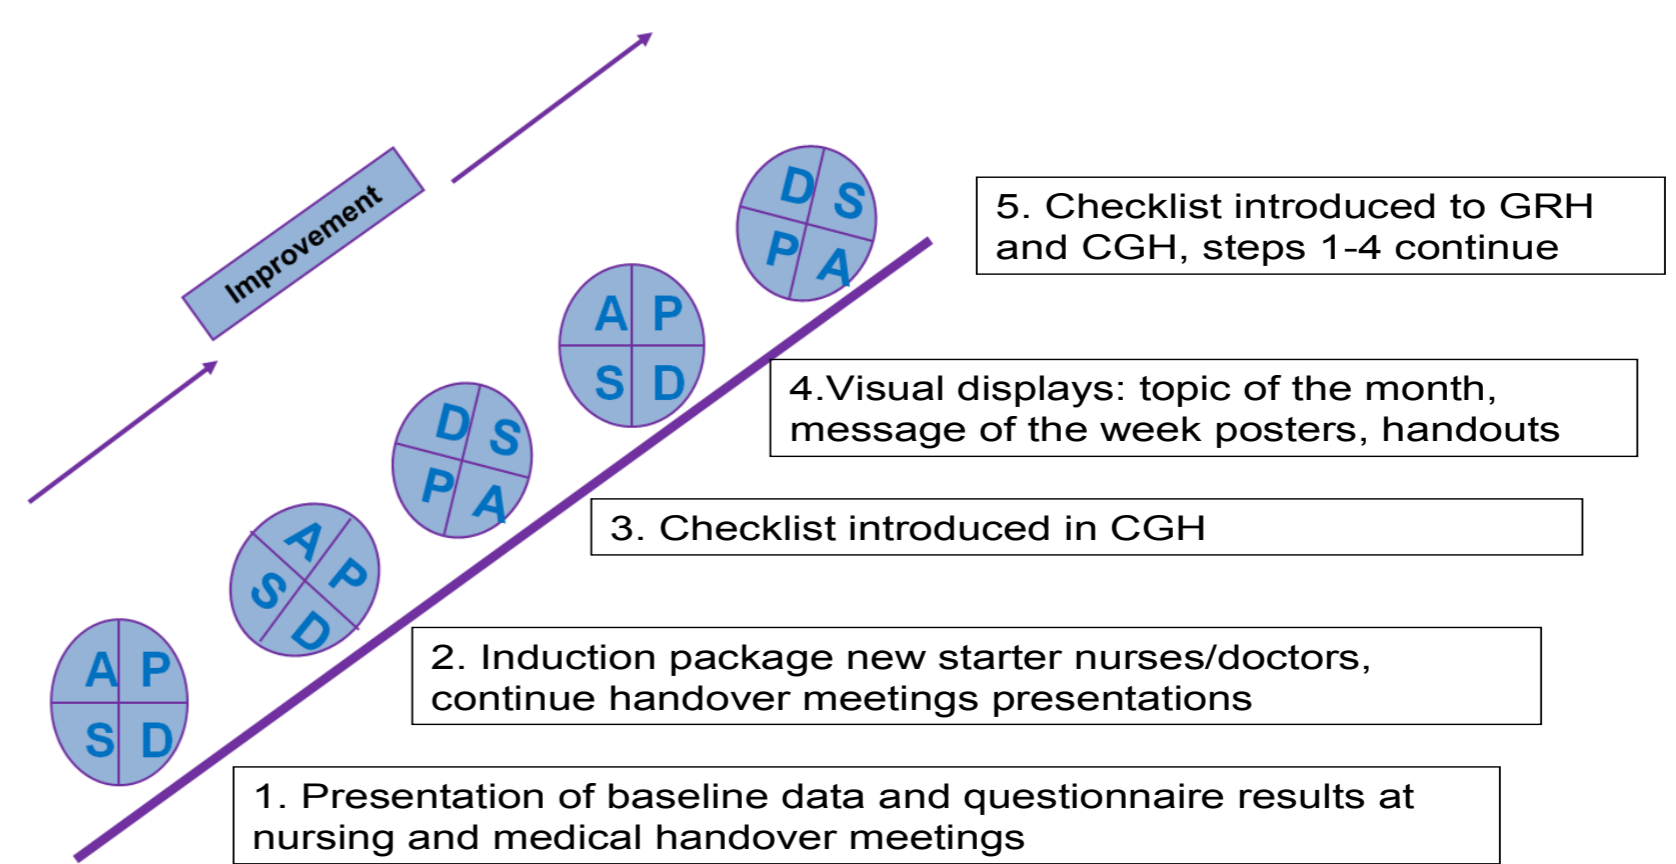 Improvement
D S
P A
5. Checklist introduced to GRH
and CGH, steps 1-4 continue
A P
S D
4.Visual displays: topic of the month,
message of the week posters, handouts
D S
P A
3. Checklist introduced in CGH
A P
S D
2. Induction package new starter nurses/doctors,
continue handover meetings presentations
A P
S D
1. Presentation of baseline data and questionnaire results at
nursing and medical handover meetings